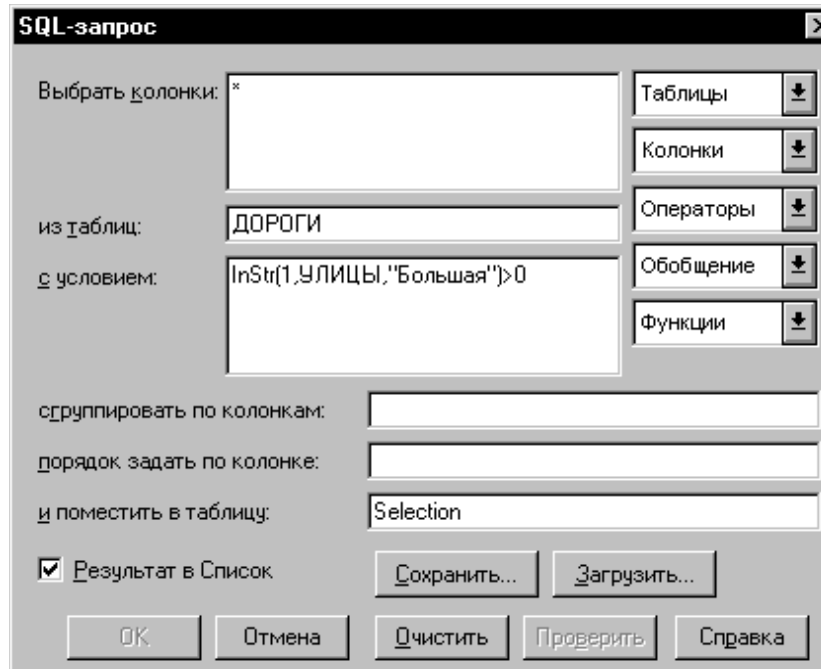 SQL-запрос
Выбрать колонки: * Таблицы
Колонки
Операторы
из таблиц: ДОРОГИ
с условием: InStr(1,УЛИЦЫ,"Большая")>0 Обобщение
Функции
сгруппировать по колонкам:
порядок задать по колонке:
и поместить в таблицу: Selection
Результат в Список Сохранить... Загрузить...
OK Отмена Очистить Проверить Справка